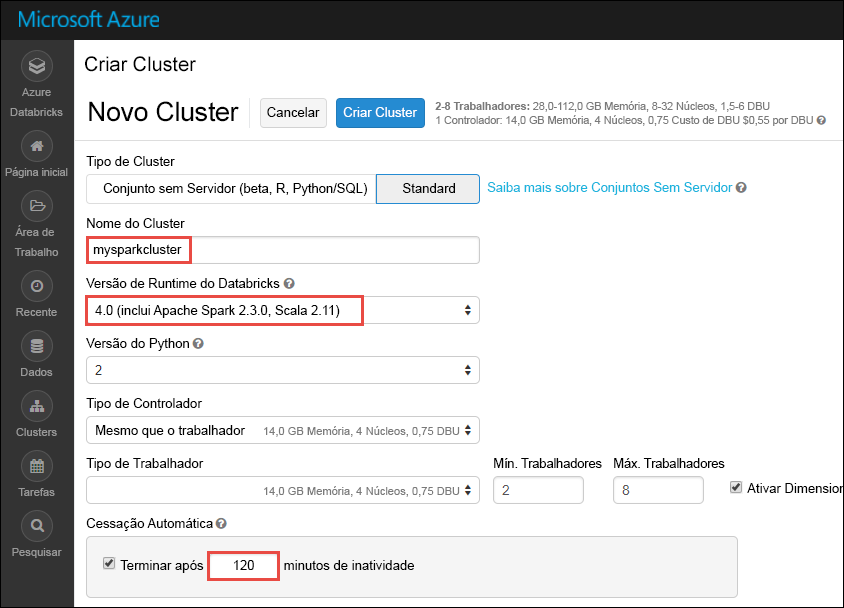 Microsoft Azure
Azure
Databricks
Página inicial
Área de
Trabalho
Recente
Dados
Clusters
Tarefas
Pesquisar
Criar Cluster
Novo Cluster
Cancelar
Criar Cluster
2-8 Trabalhadores: 28,0-112,0 GB Memória, 8-32 Núcleos, 1,5-6 DBU
1 Controlador: 14,0 GB Memória, 4 Núcleos, 0,75 Custo de DBU $0,55 por DBU
Tipo de Cluster
Conjunto sem Servidor (beta, R, Python/SQL)
Standard
Saiba mais sobre Conjuntos Sem Servidor
Nome do Cluster
mysparkcluster
Versão de Runtime do Databricks
4.0 (inclui Apache Spark 2.3.0, Scala 2.11)
Versão do Python
2
Tipo de Controlador
Mesmo que o trabalhador 14,0 GB Memória, 4 Núcleos, 0,75 DBU
Tipo de Trabalhador
Mín. Trabalhadores
Máx. Trabalhadores
14,0 GB Memória, 4 Núcleos, 0,75 DBU
2
8
Ativar Dimension
Cessação Automática
Terminar após 120 minutos de inatividade